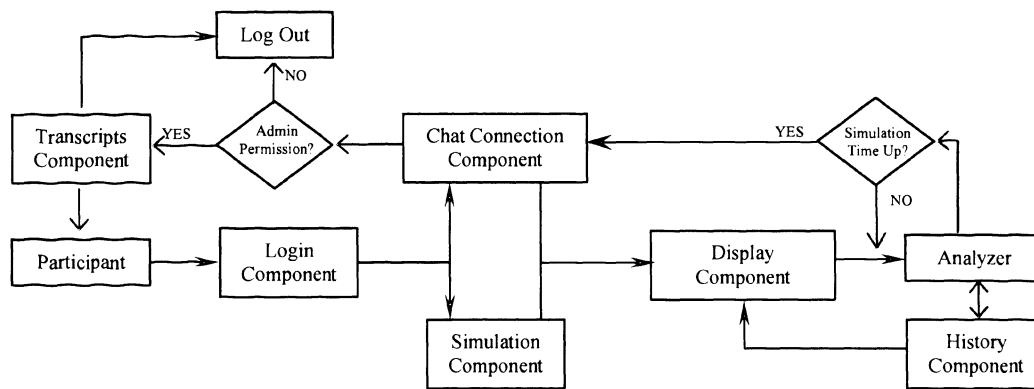 Log Out
NO
Transcripts
Component
YES
Admin
Permission?
Chat Connection
Component
YES
Simulation
Time Up?
NO
Participant
Login
Component
Display
Component
Analyzer
Simulation
Component
History
Component